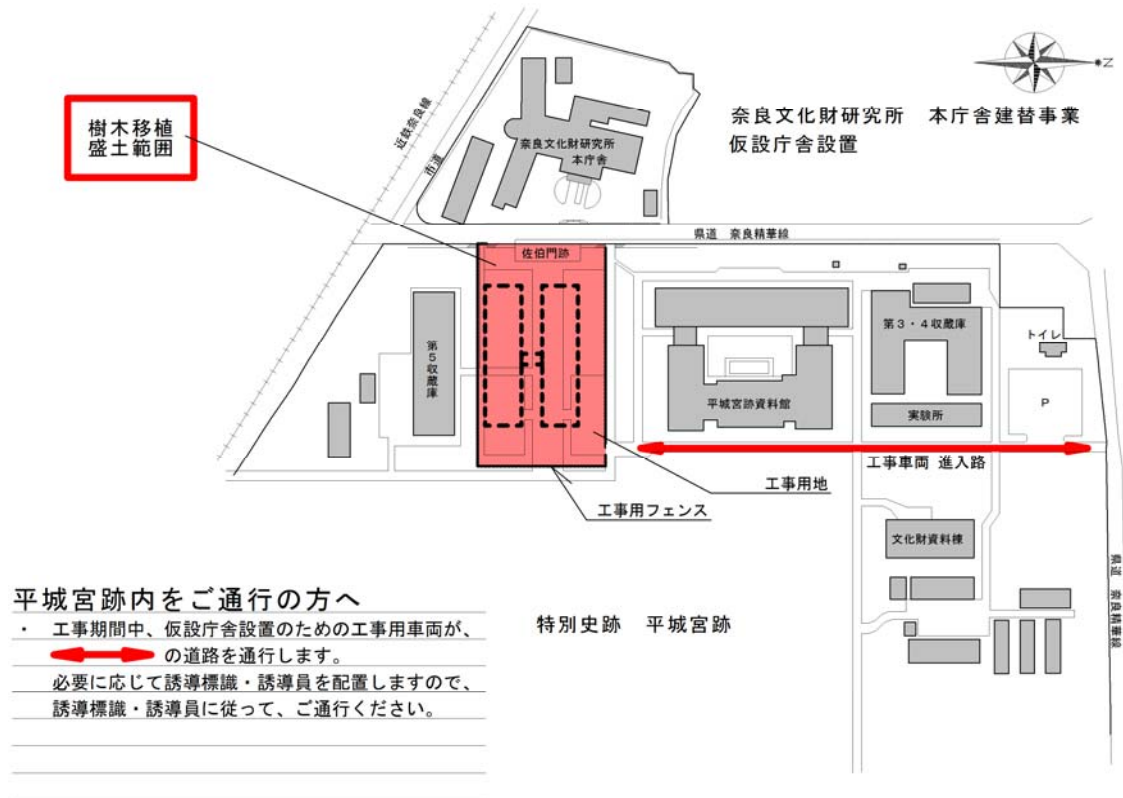 N
樹木移植
盛土範囲
近鉄奈良線
市道
奈良文化財研究所
本庁舎
奈良文化財研究所　本庁舎建替事業
仮設庁舎設置
県道　奈良精華線
佐伯門跡
第５収蔵庫
平城宮跡資料館
第３・４収蔵庫
実験所
トイレ
P
工事車両 進入路
工事用地
工事用フェンス
文化財資料棟
県道　奈良精華線
特別史跡　平城宮跡
平城宮跡内をご通行の方へ
・　工事期間中、仮設庁舎設置のための工事用車両が、
の道路を通行します。
必要に応じて誘導標識・誘導員を配置しますので、
誘導標識・誘導員に従って、ご通行ください。